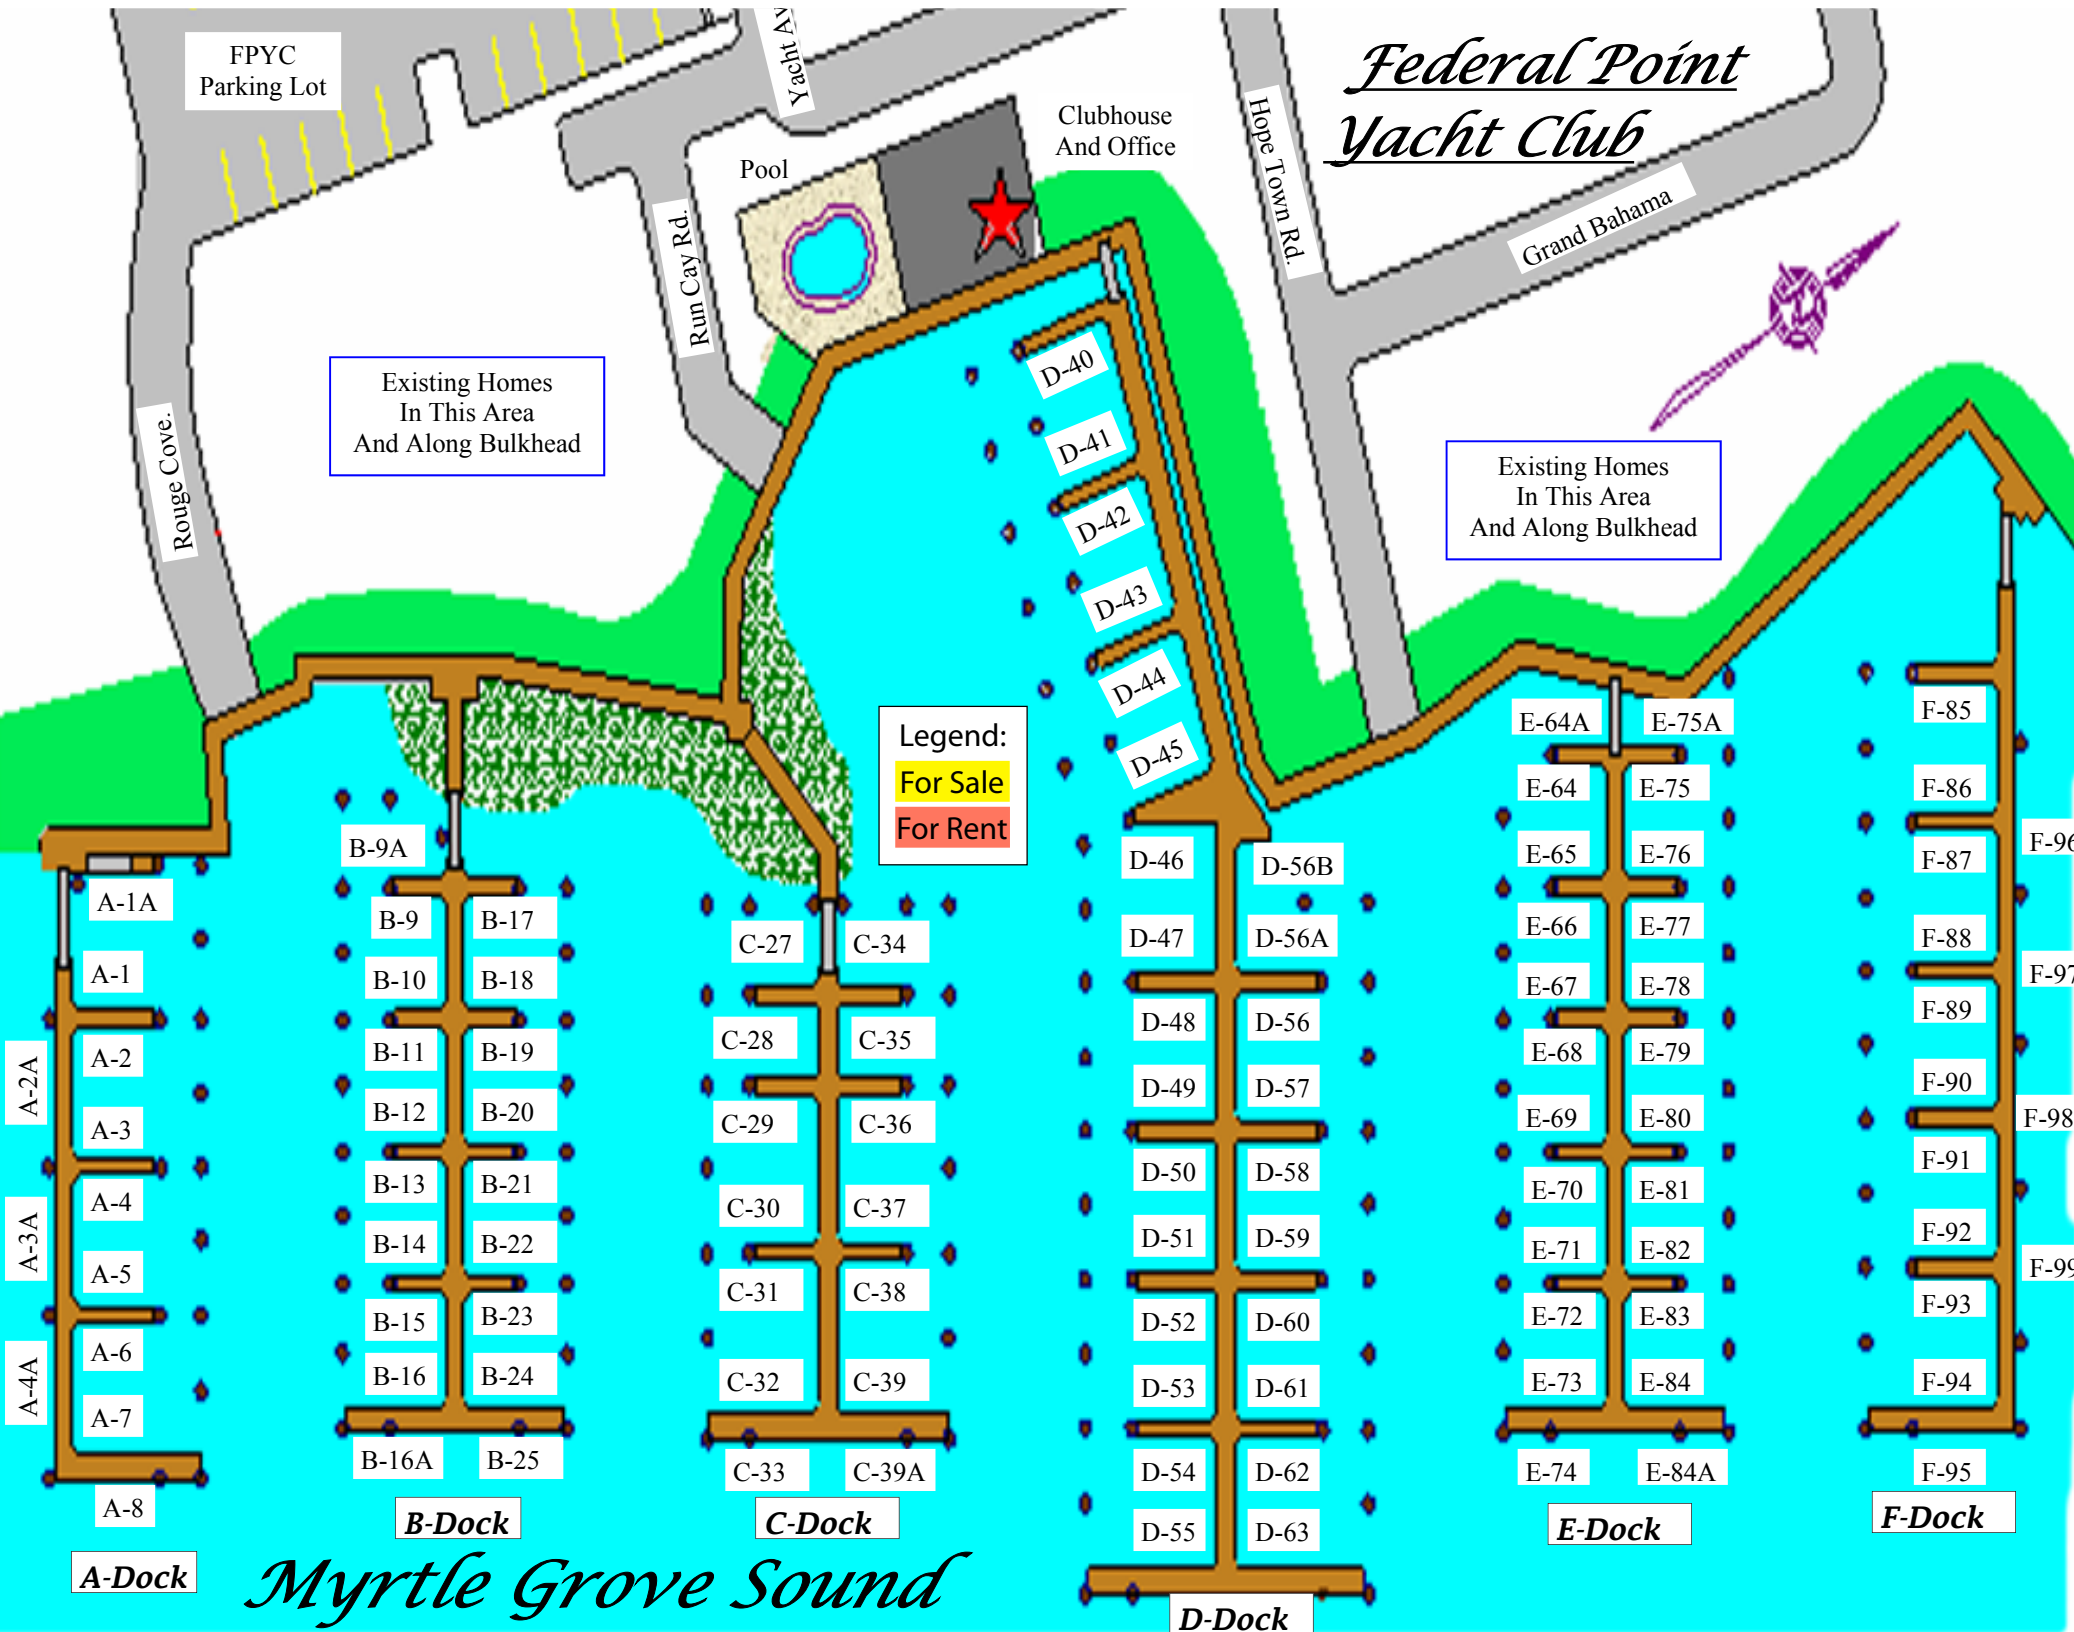 FPYC
Parking Lot
Federal Point
Yacht Club
Clubhouse
And Office
Pool
Hope Town Rd.
Grand Bahama
Run Cay Rd.
Rouge Cove.
Existing Homes
In This Area
And Along Bulkhead
Existing Homes
In This Area
And Along Bulkhead
Legend:
For Sale
For Rent
A-1A
A-1
A-2
A-2A
A-3
A-4
A-3A
A-5
A-6
A-4A
A-7
A-8
A-Dock
B-9A
B-9
B-17
B-10
B-18
B-11
B-19
B-12
B-20
B-13
B-21
B-14
B-22
B-15
B-23
B-16
B-24
B-16A
B-25
B-Dock
C-27
C-34
C-28
C-35
C-29
C-36
C-30
C-37
C-31
C-38
C-32
C-39
C-33
C-39A
C-Dock
D-40
D-41
D-42
D-43
D-44
D-45
D-46
D-56B
D-47
D-56A
D-48
D-56
D-49
D-57
D-50
D-58
D-51
D-59
D-52
D-60
D-53
D-61
D-54
D-62
D-55
D-63
D-Dock
E-64A
E-75A
E-64
E-75
E-65
E-76
E-66
E-77
E-67
E-78
E-68
E-79
E-69
E-80
E-70
E-81
E-71
E-82
E-72
E-83
E-73
E-84
E-74
E-84A
E-Dock
F-85
F-86
F-96
F-87
F-88
F-97
F-89
F-90
F-98
F-91
F-92
F-99
F-93
F-94
F-95
F-Dock
Yacht Av
Myrtle Grove Sound